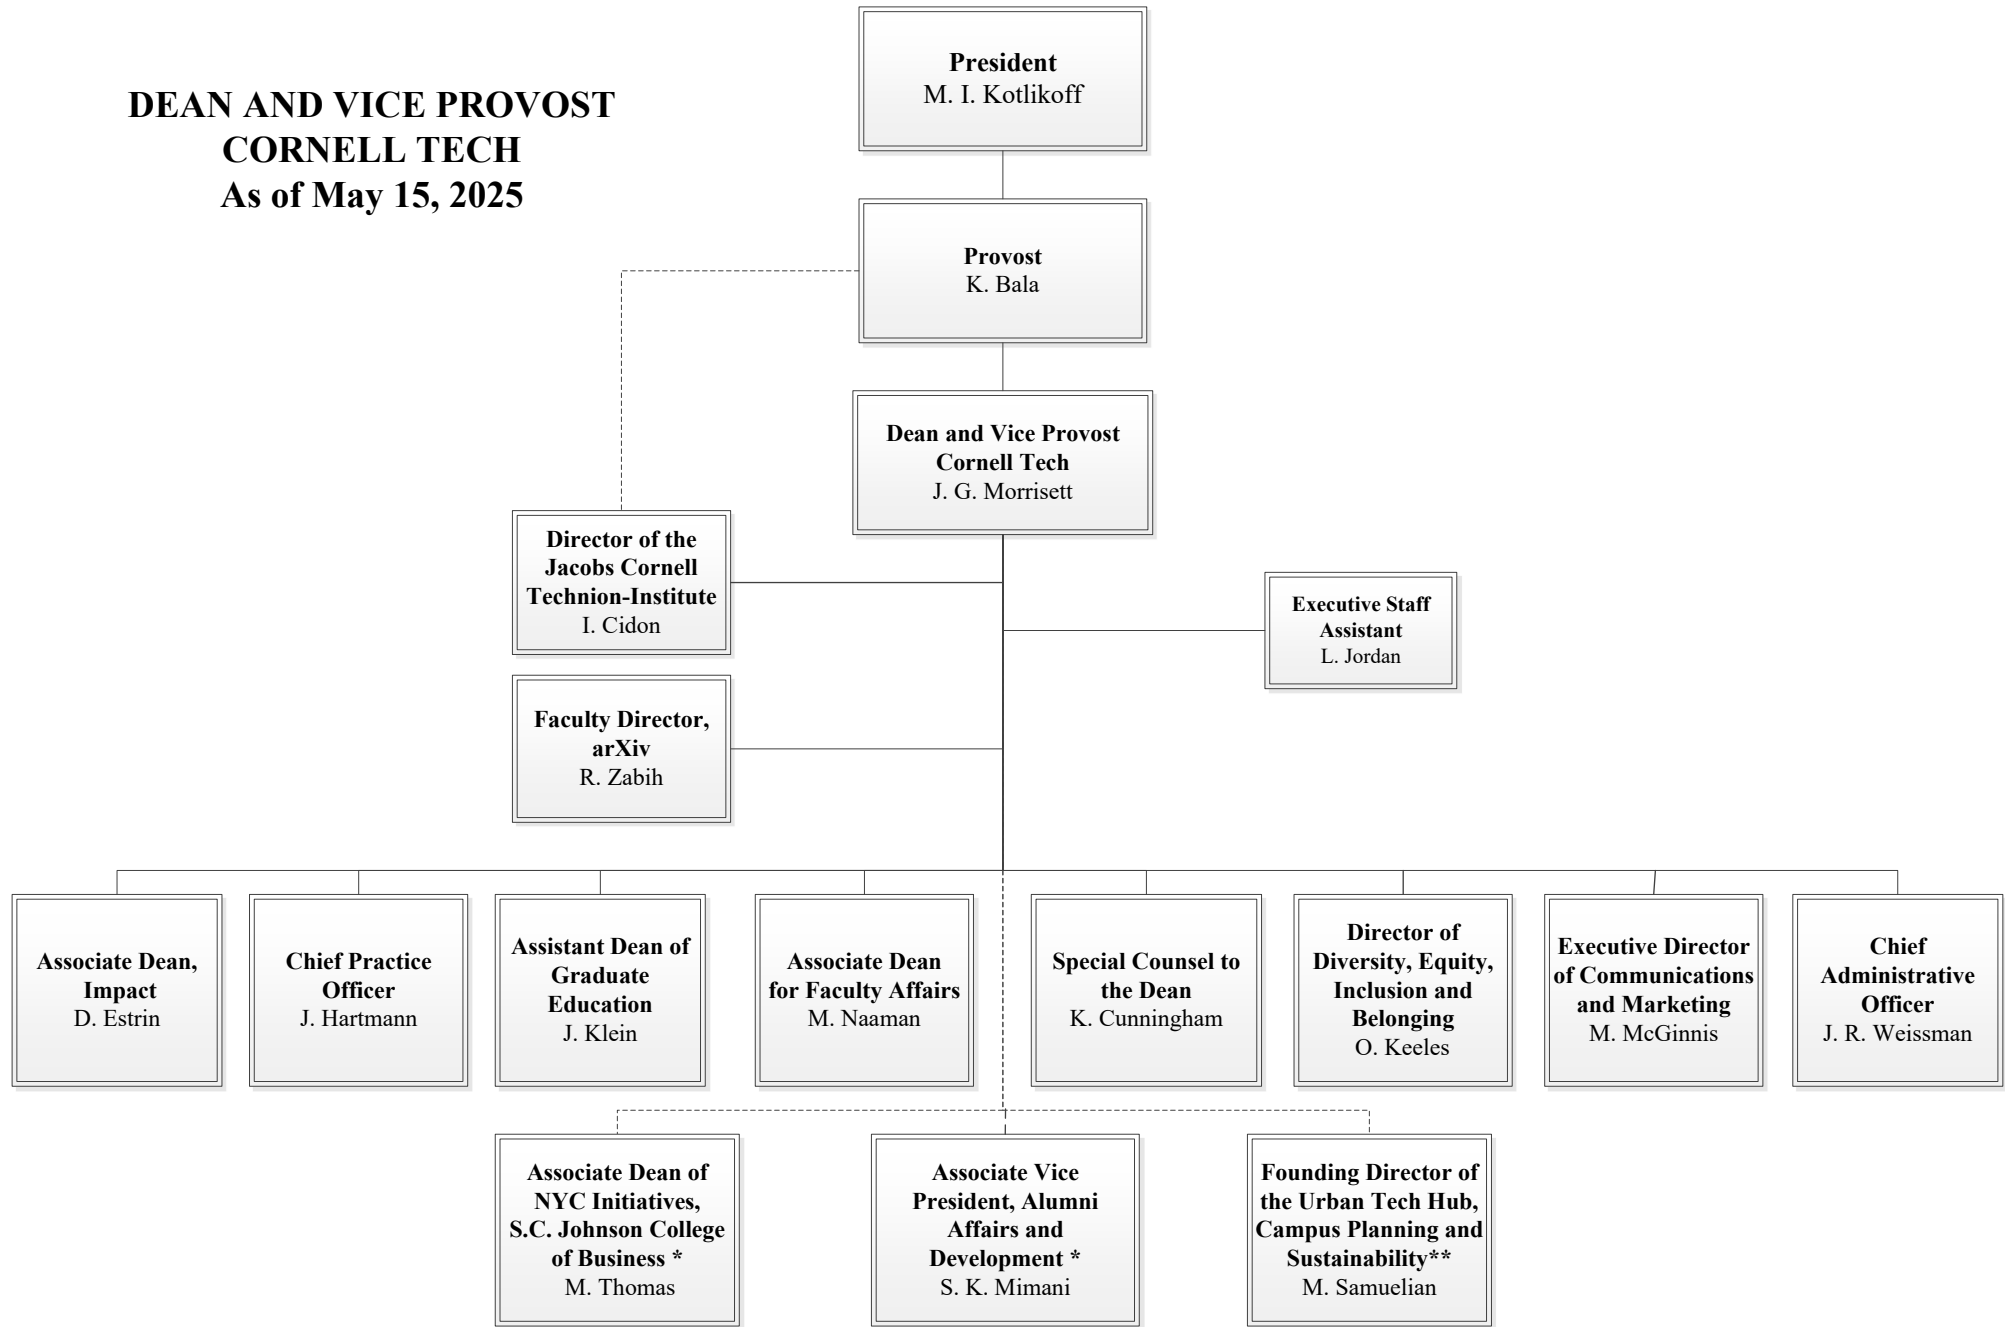 DEAN AND VICE PROVOST
CORNELL TECH
As of May 15, 2025
President
M. I. Kotlikoff
Provost
K. Bala
Dean and Vice Provost
Cornell Tech
J. G. Morrisett
Director of the
Jacobs Cornell
Technion-Institute
I. Cidon
Executive Staff
Assistant
L. Jordan
Faculty Director,
arXiv
R. Zabih
Associate Dean,
Impact
D. Estrin
Chief Practice
Officer
J. Hartmann
Assistant Dean of
Graduate
Education
J. Klein
Associate Dean
for Faculty Affairs
M. Naaman
Special Counsel to
the Dean
K. Cunningham
Director of
Diversity, Equity,
Inclusion and
Belonging
O. Keeles
Executive Director
of Communications
and Marketing
M. McGinnis
Chief
Administrative
Officer
J. R. Weissman
Associate Dean of
NYC Initiatives,
S.C. Johnson College
of Business *
M. Thomas
Associate Vice
President, Alumni
Affairs and
Development *
S. K. Mimani
Founding Director of
the Urban Tech Hub,
Campus Planning and
Sustainability**
M. Samuelian